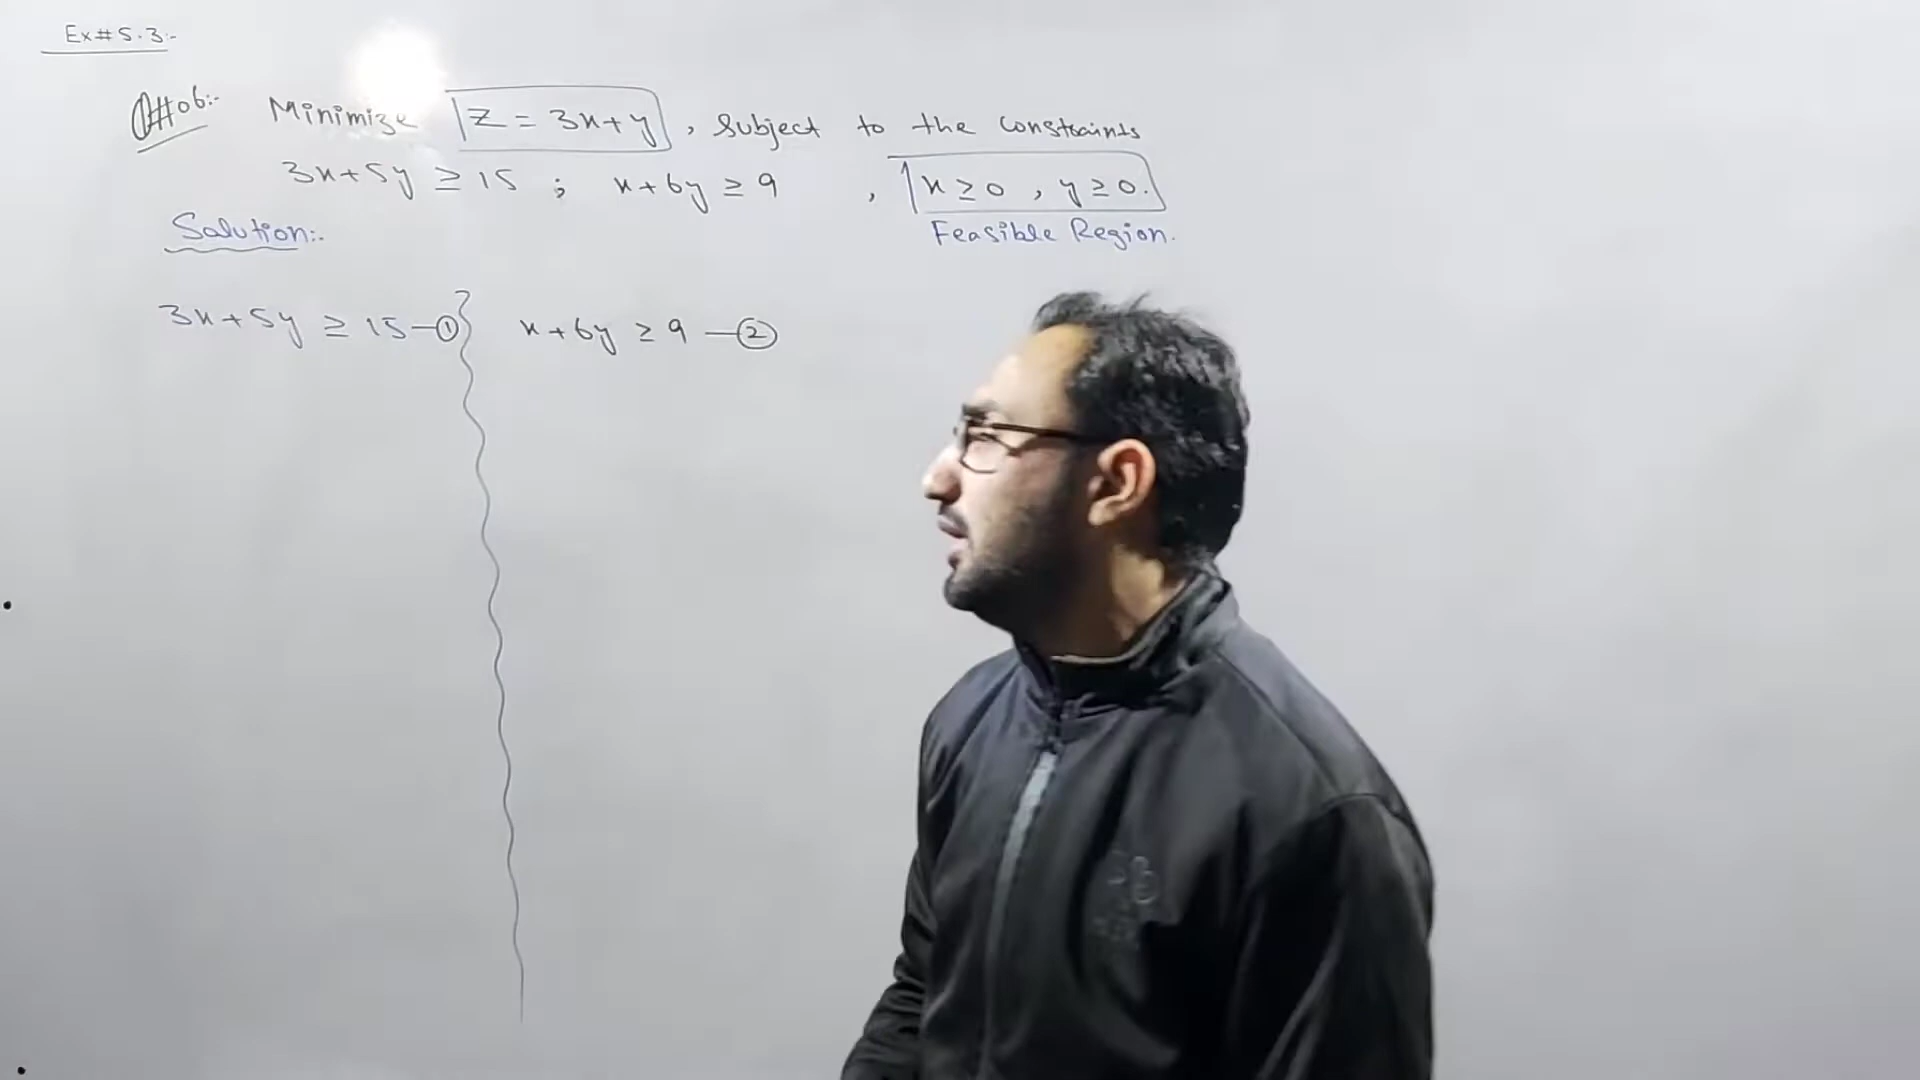 Ex#5.3:-
Q#06:- Minimize Z = 3x+y , Subject to the constraints
3x+5y ≥ 15 ; x+6y ≥ 9 , x ≥ 0 , y ≥ 0.
Feasible Region.
Solution:-
3x+5y ≥ 15 —① x+6y ≥ 9 —②